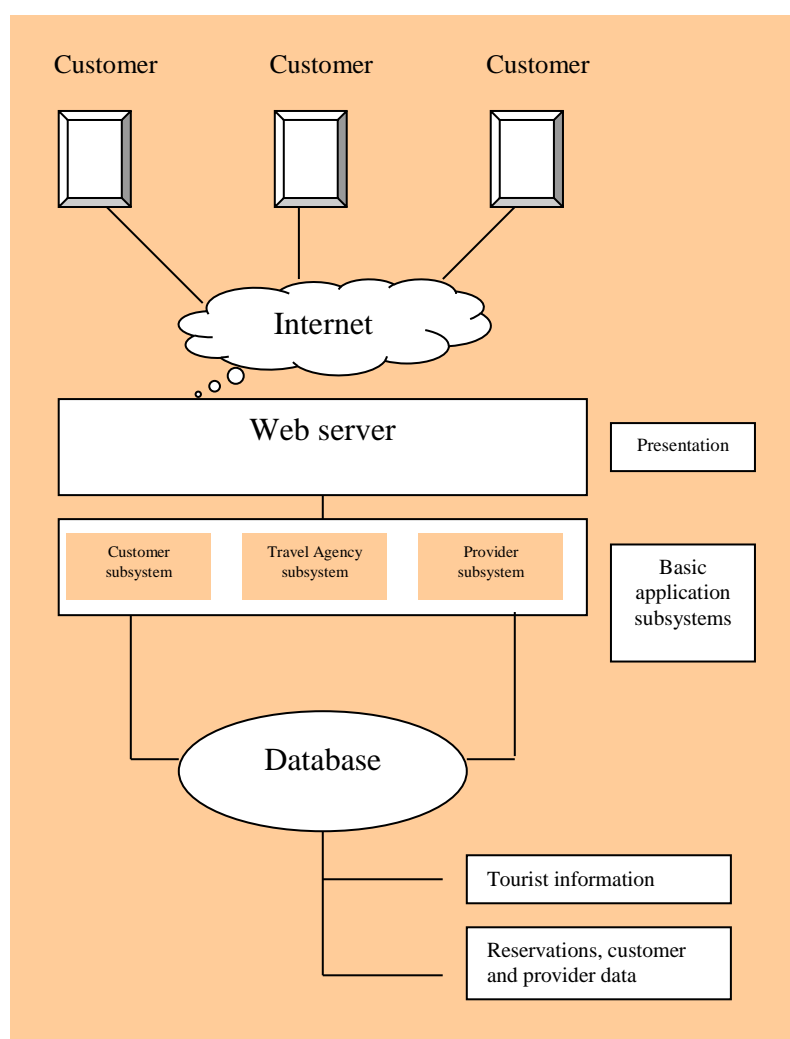 Customer
Customer
Customer
Internet
Web server
Presentation
Customer
subsystem
Travel Agency
subsystem
Provider
subsystem
Basic
application
subsystems
Database
Tourist information
Reservations, customer
and provider data